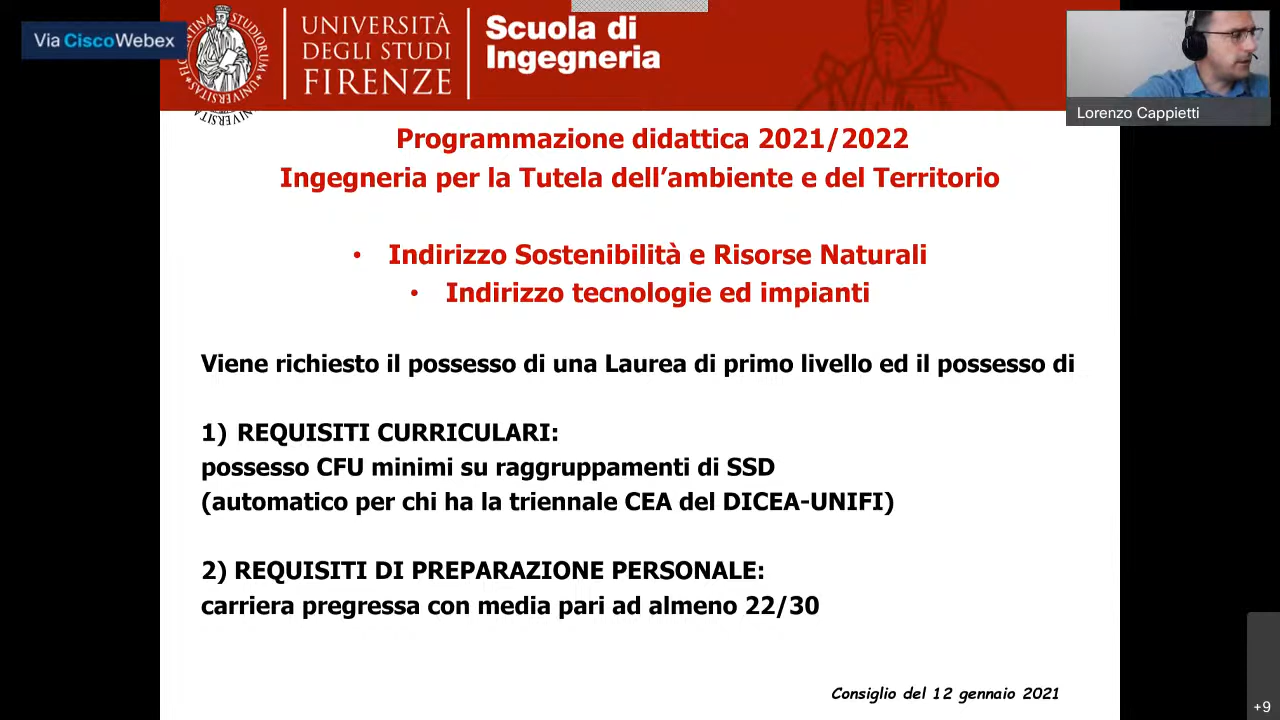 Via Cisco Webex
UNIVERSITÀ
DEGLI STUDI
FIRENZE
Scuola di
Ingegneria
Lorenzo Cappietti
Programmazione didattica 2021/2022
Ingegneria per la Tutela dell’ambiente e del Territorio
• Indirizzo Sostenibilità e Risorse Naturali
• Indirizzo tecnologie ed impianti
Viene richiesto il possesso di una Laurea di primo livello ed il possesso di
1) REQUISITI CURRICULARI:
possesso CFU minimi su raggruppamenti di SSD
(automatico per chi ha la triennale CEA del DICEA-UNIFI)
2) REQUISITI DI PREPARAZIONE PERSONALE:
carriera pregressa con media pari ad almeno 22/30
Consiglio del 12 gennaio 2021
+9